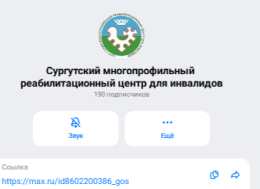 Сургутский многопрофильный
реабилитационный центр для инвалидов
190 подписчиков
Звук
Ещё
Ссылка
https://max.ru/id8602200386_gos